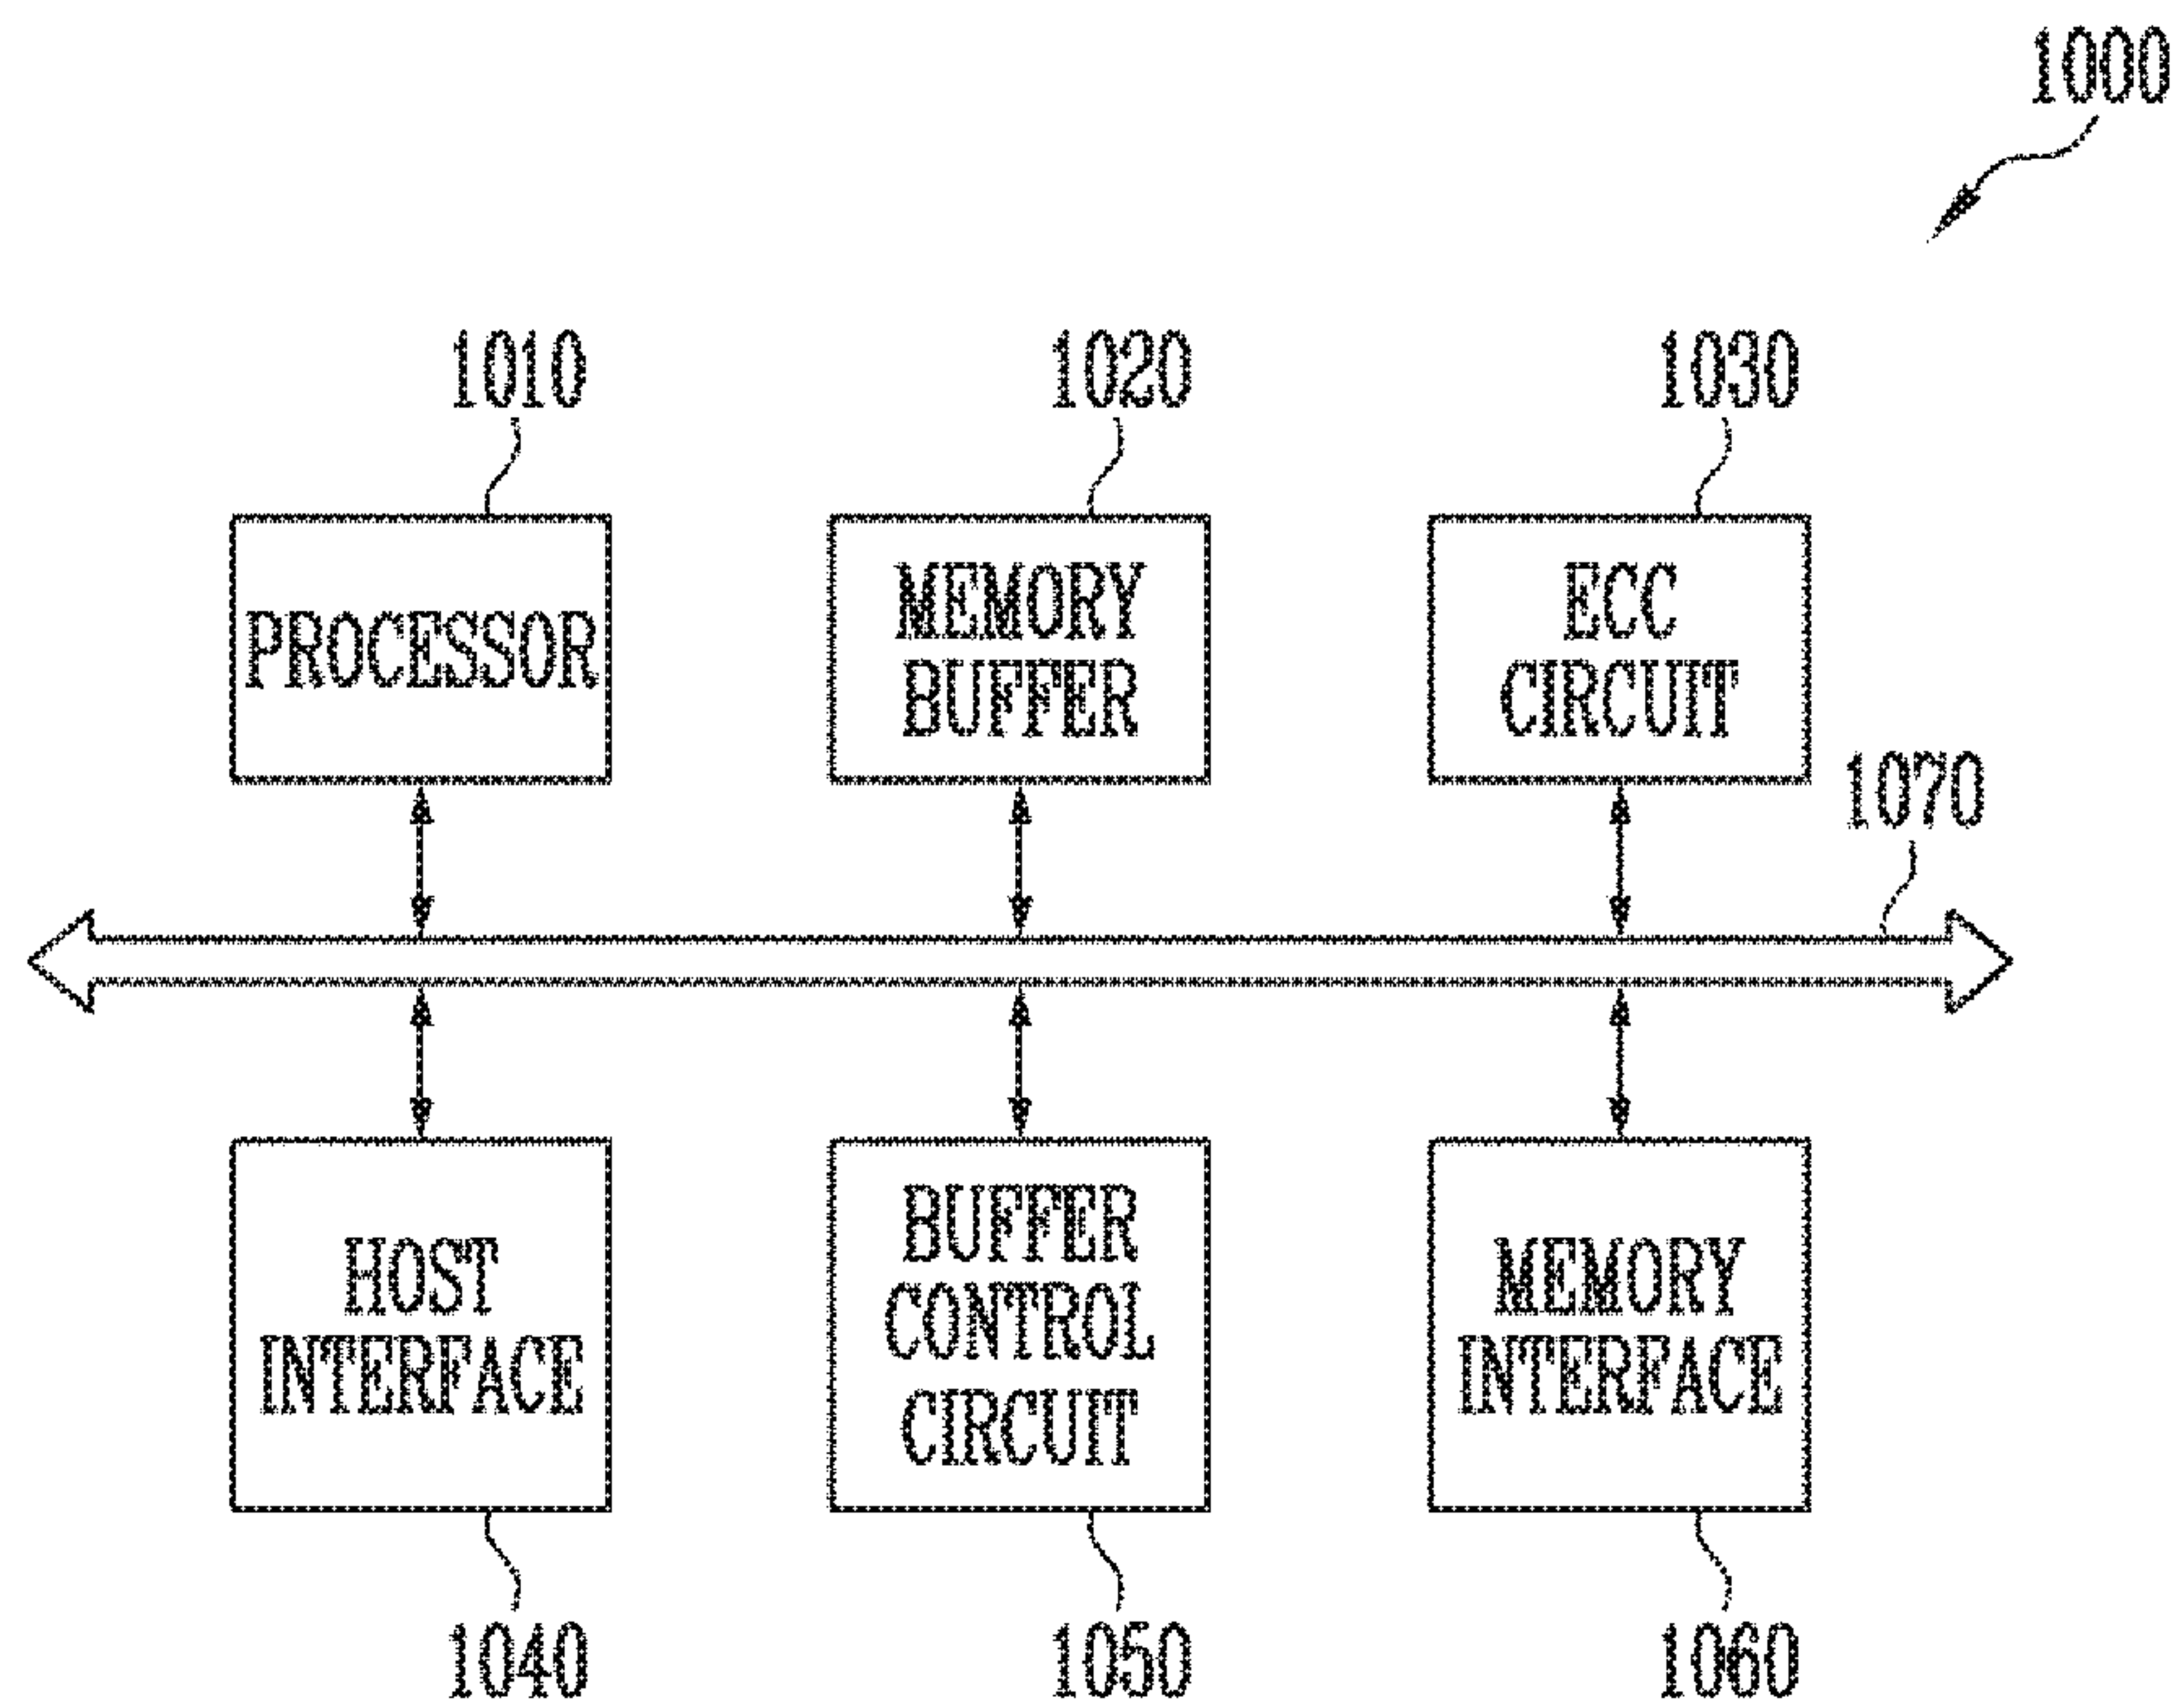 1000
1010
1020
1030
PROCESSOR
MEMORY
BUFFER
ECC
CIRCUIT
1070
HOST
INTERFACE
BUFFER
CONTROL
CIRCUIT
MEMORY
INTERFACE
1040
1050
1060